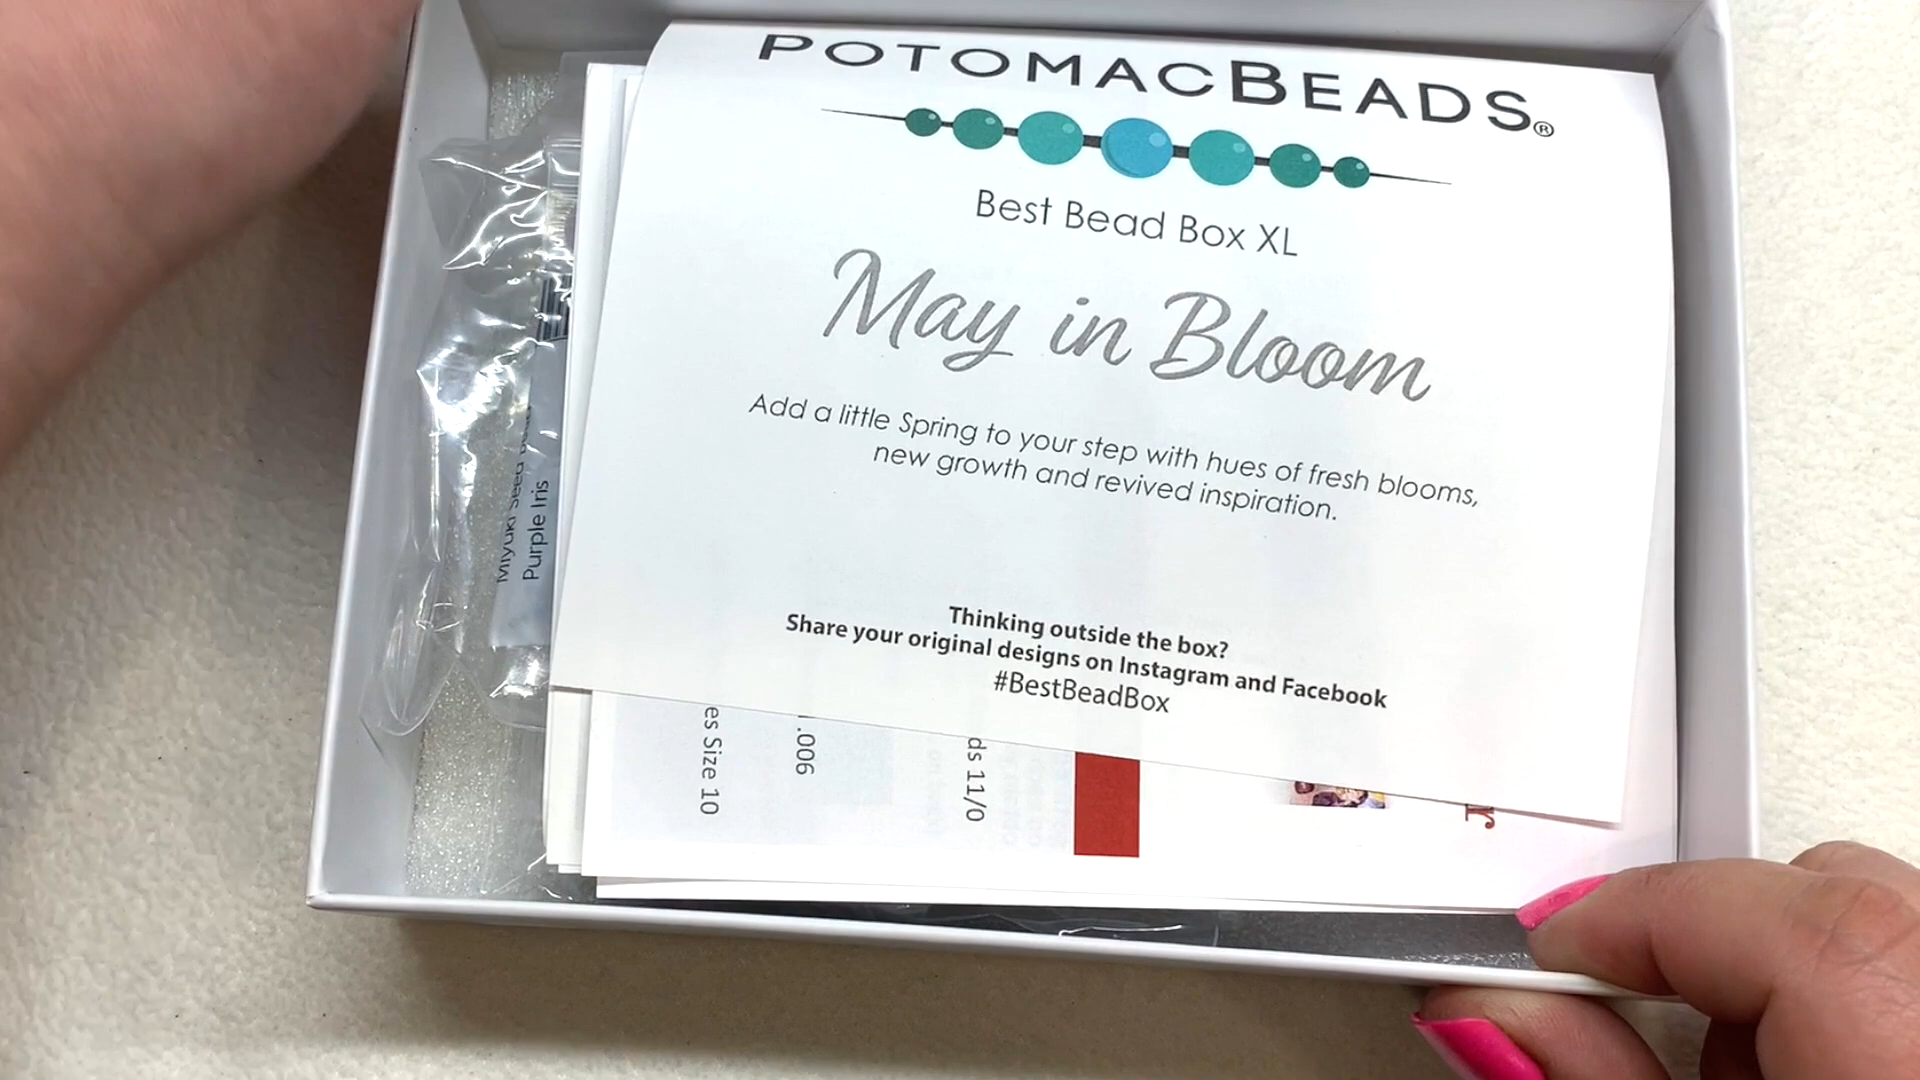 POTOMACBEADS®
Best Bead Box XL
May in Bloom
Add a little Spring to your step with hues of fresh blooms,
new growth and revived inspiration.
Thinking outside the box?
Share your original designs on Instagram and Facebook
#BestBeadBox
Miyuki Seed
Purple Iris
es Size 10
.006
ds 11/0
r